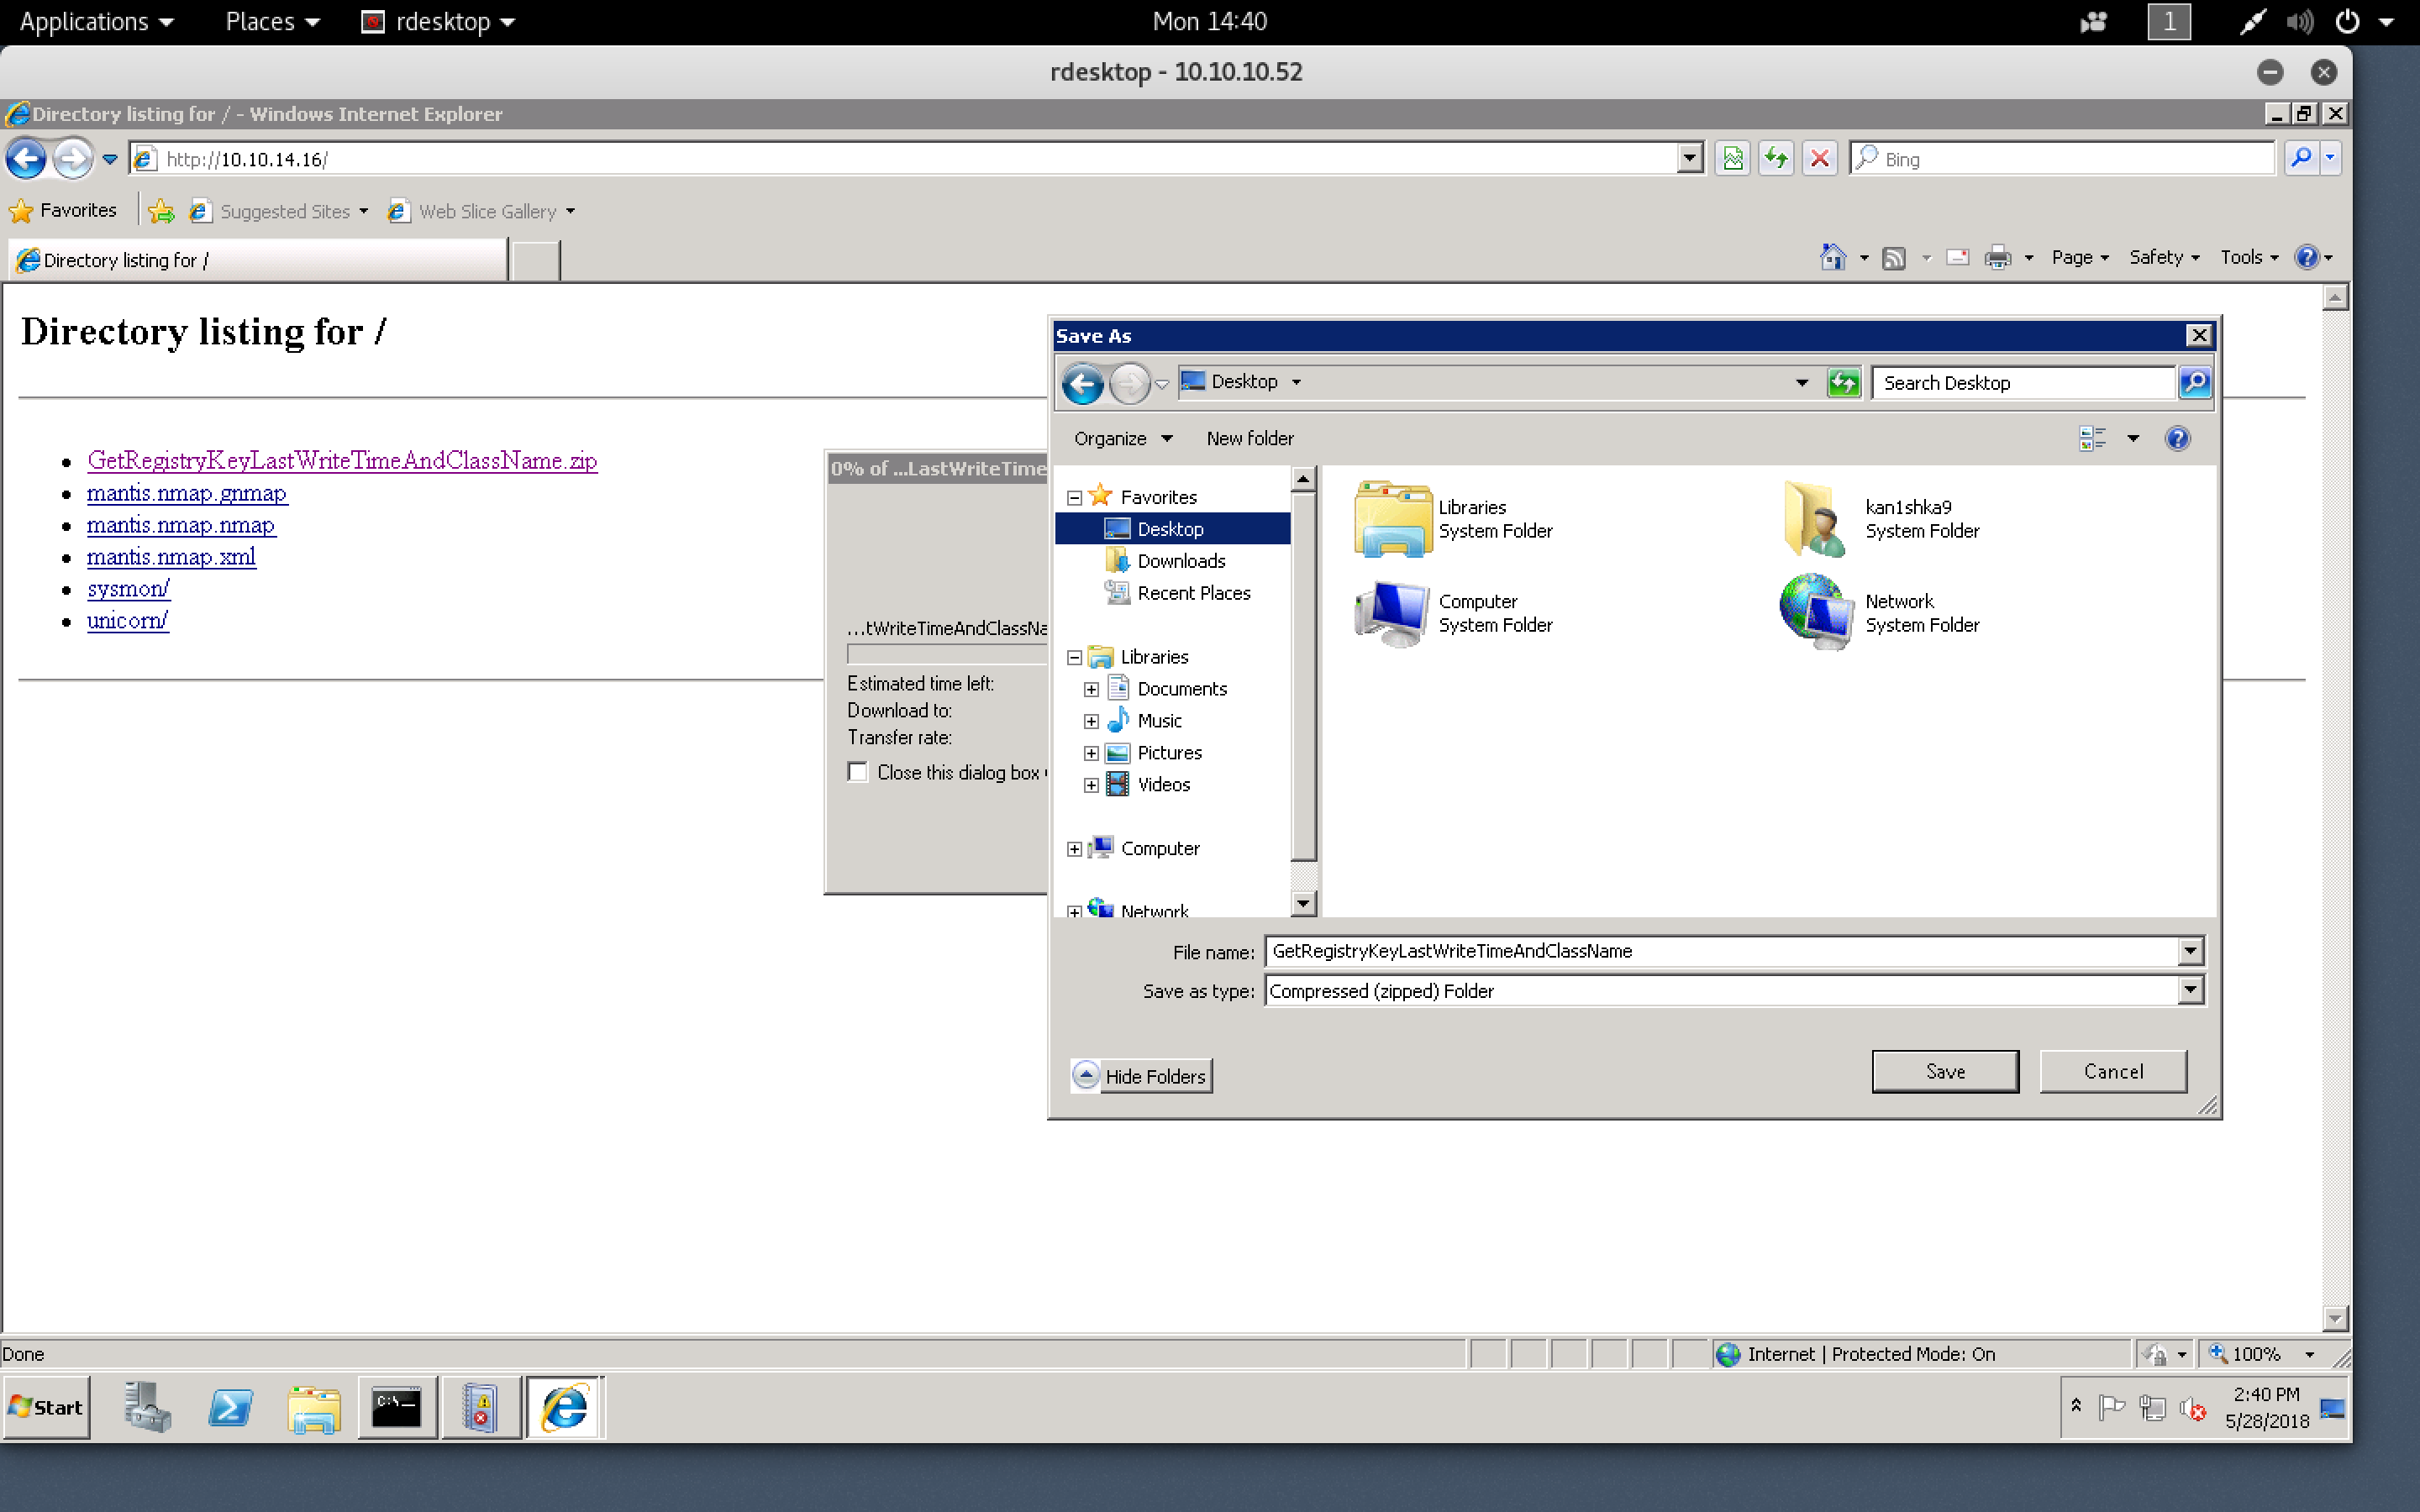 Applications Places rdesktop Mon 14:40 1
rdesktop - 10.10.10.52
Directory listing for / - Windows Internet Explorer
http://10.10.14.16/ Bing
Favorites Suggested Sites Web Slice Gallery
Directory listing for / Page Safety Tools
Directory listing for /
GetRegistryKeyLastWriteTimeAndClassName.zip
mantis.nmap.gnmap
mantis.nmap.nmap
mantis.nmap.xml
sysmon/
unicorn/
0% of ...LastWriteTime
...tWriteTimeAndClassNa
Estimated time left:
Download to:
Transfer rate:
Close this dialog box
Save As
Desktop Search Desktop
Organize New folder
Favorites
Desktop
Downloads
Recent Places
Libraries
Documents
Music
Pictures
Videos
Computer
Network
Libraries
System Folder
kan1shka9
System Folder
Computer
System Folder
Network
System Folder
File name: GetRegistryKeyLastWriteTimeAndClassName
Save as type: Compressed (zipped) Folder
Hide Folders Save Cancel
Done Internet | Protected Mode: On 100%
Start C:\ 2:40 PM
5/28/2018